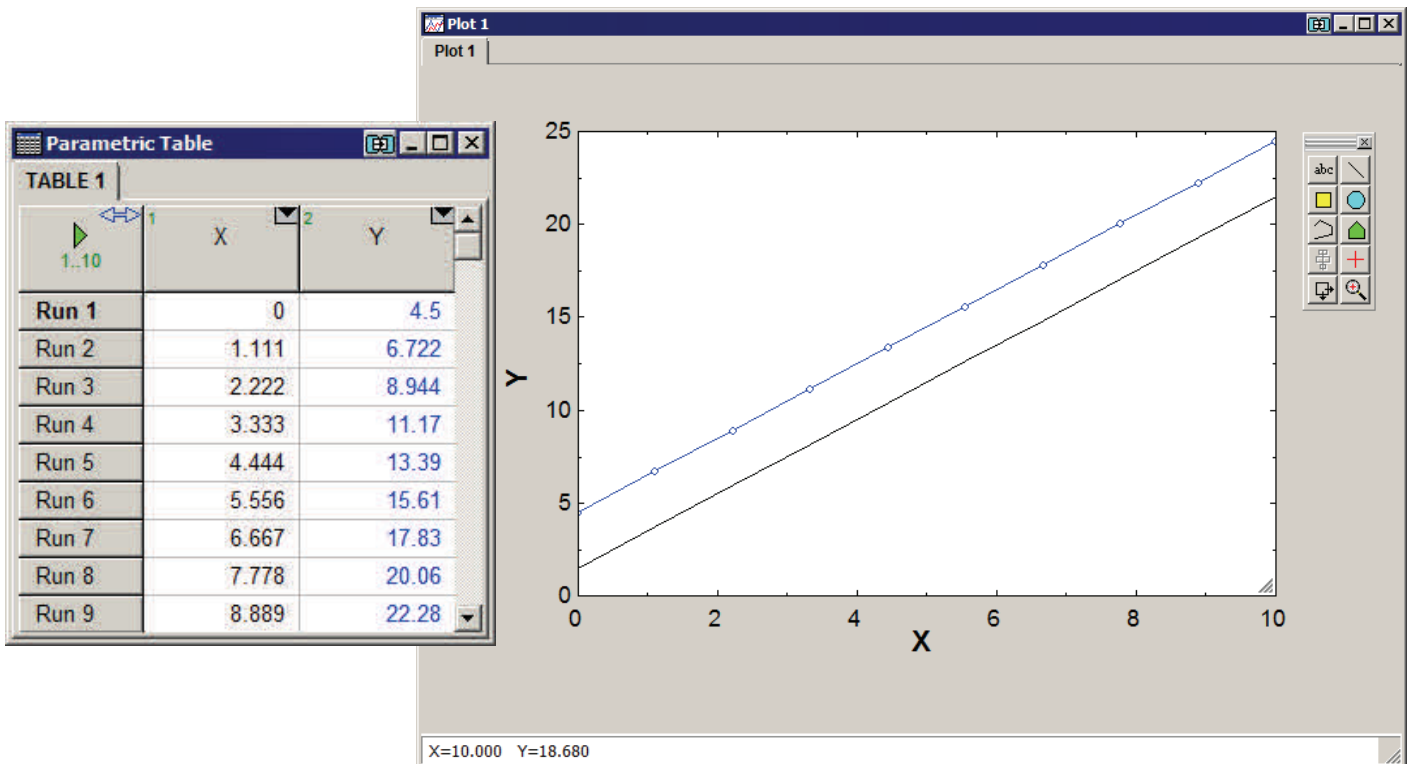 Plot 1
Plot 1
Parametric Table
TABLE 1
1..10
1 X
2 Y
Run 1 0 4.5
Run 2 1.111 6.722
Run 3 2.222 8.944
Run 4 3.333 11.17
Run 5 4.444 13.39
Run 6 5.556 15.61
Run 7 6.667 17.83
Run 8 7.778 20.06
Run 9 8.889 22.28
25
20
15
10
5
0
Y
0 2 4 6 8 10
X
abc
X=10.000 Y=18.680